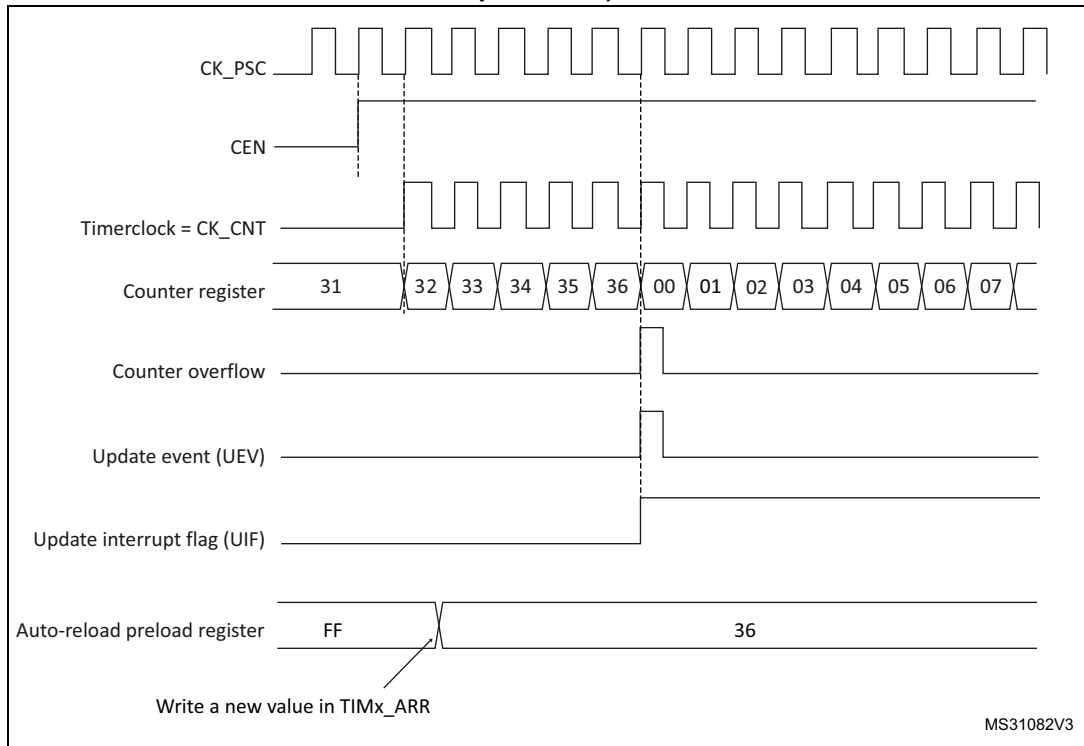 CK_PSC
CEN
Timerclock = CK_CNT
Counter register 31 32 33 34 35 36 00 01 02 03 04 05 06 07
Counter overflow
Update event (UEV)
Update interrupt flag (UIF)
Auto-reload preload register FF 36
Write a new value in TIMx_ARR
MS31082V3